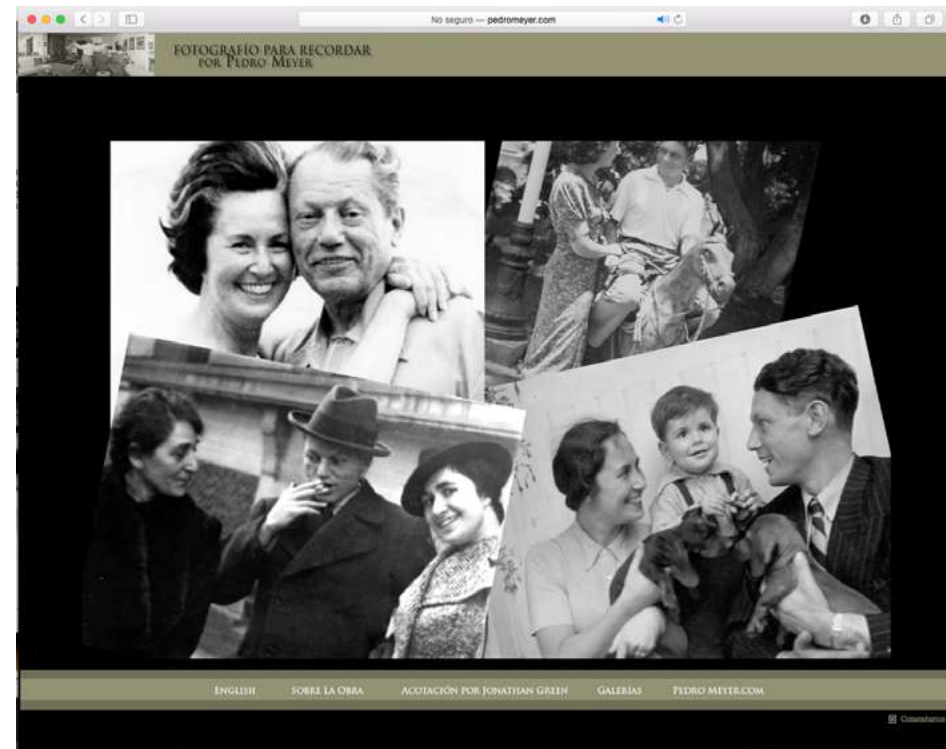 No seguro — pedromeyer.com
FOTOGRAFÍO PARA RECORDAR
POR PEDRO MEYER
ENGLISH SOBRE LA OBRA ACOTACIÓN POR JONATHAN GREEN GALERÍAS PEDRO MEYER.COM
Comentarios